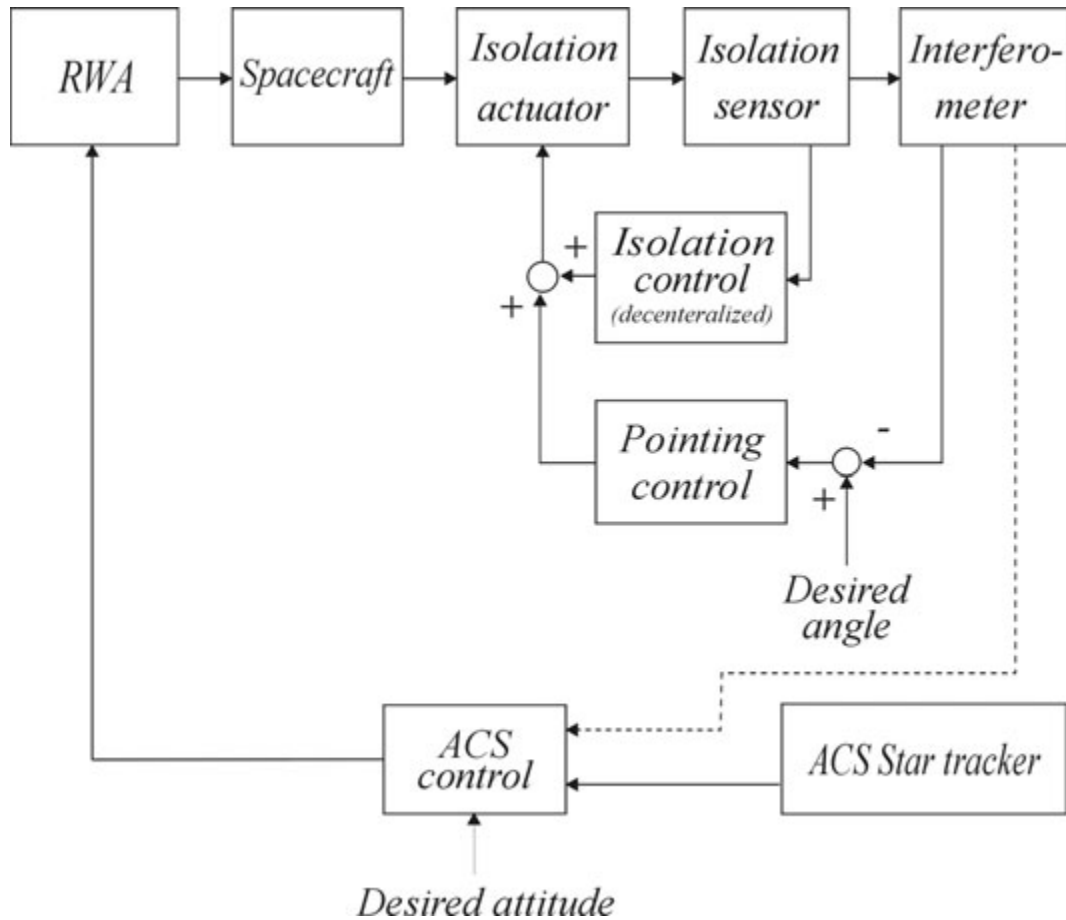 RWA
Spacecraft
Isolation
actuator
Isolation
sensor
Interfero-
meter
+
Isolation
control
(decenteralized)
+
Pointing
control
-
+
Desired
angle
ACS
control
ACS Star tracker
Desired attitude